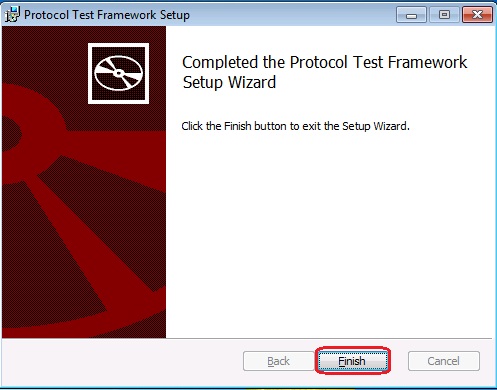 Protocol Test Framework Setup
Completed the Protocol Test Framework
Setup Wizard
Click the Finish button to exit the Setup Wizard.
Back
Finish
Cancel